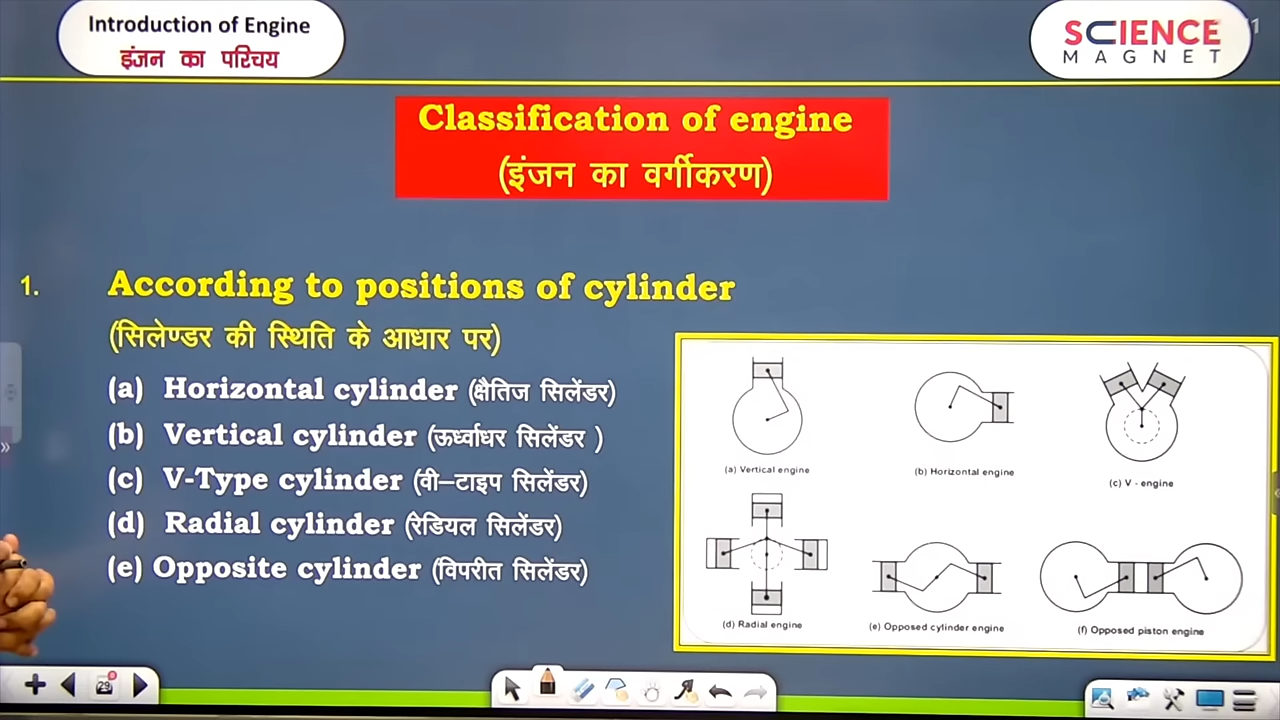 Introduction of Engine
इंजन का परिचय
SCIENCE
MAGNET
Classification of engine
(इंजन का वर्गीकरण)
1. According to positions of cylinder
(सिलेण्डर की स्थिति के आधार पर)
(a) Horizontal cylinder (क्षैतिज सिलेंडर)
(b) Vertical cylinder (ऊर्ध्वाधर सिलेंडर )
(c) V-Type cylinder (वी–टाइप सिलेंडर)
(d) Radial cylinder (रेडियल सिलेंडर)
(e) Opposite cylinder (विपरीत सिलेंडर)
(a) Vertical engine
(b) Horizontal engine
(c) V - engine
(d) Radial engine
(e) Opposed cylinder engine
(f) Opposed piston engine
29